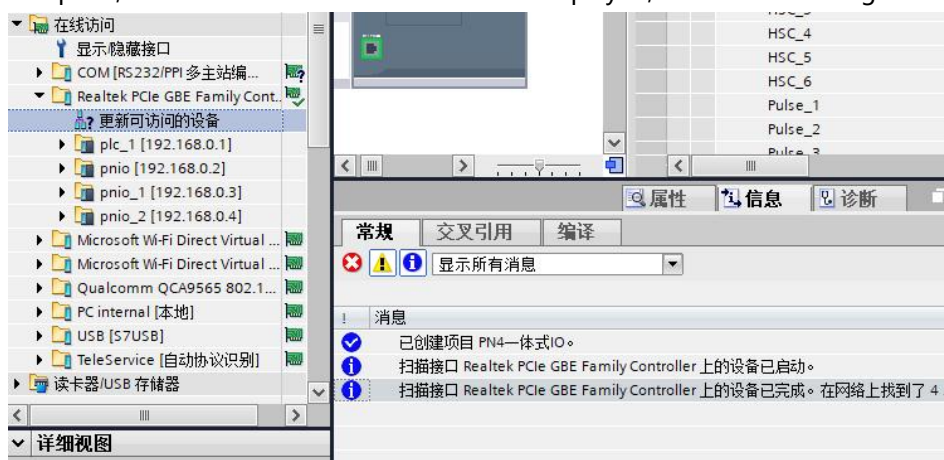 在线访问
显示/隐藏接口
COM [RS232/PPI 多主站编...
Realtek PCIe GBE Family Cont...
更新可访问的设备
plc_1 [192.168.0.1]
pnio [192.168.0.2]
pnio_1 [192.168.0.3]
pnio_2 [192.168.0.4]
Microsoft Wi-Fi Direct Virtual ...
Microsoft Wi-Fi Direct Virtual ...
Qualcomm QCA9565 802.1...
PC internal [本地]
USB [S7USB]
TeleService [自动协议识别]
读卡器/USB 存储器
详细视图
HSC_4
HSC_5
HSC_6
Pulse_1
Pulse_2
Pulse_3
属性 信息 诊断
常规 交叉引用 编译
显示所有消息
! 消息
已创建项目 PN4—体式IO。
扫描接口 Realtek PCIe GBE Family Controller 上的设备已启动。
扫描接口 Realtek PCIe GBE Family Controller 上的设备已完成。在网络上找到了 4